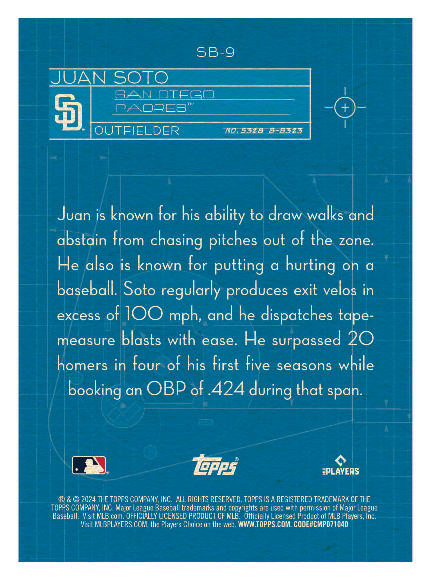 SB-9
JUAN SOTO
SAN DIEGO
PADRES™
SD
OUTFIELDER
NO. 5328 B-8323
Juan is known for his ability to draw walks and
abstain from chasing pitches out of the zone.
He also is known for putting a hurting on a
baseball. Soto regularly produces exit velos in
excess of 100 mph, and he dispatches tape-
measure blasts with ease. He surpassed 20
homers in four of his first five seasons while
booking an OBP of .424 during that span.
Topps®
PLAYERS
® & © 2024 THE TOPPS COMPANY, INC. ALL RIGHTS RESERVED. TOPPS IS A REGISTERED TRADEMARK OF THE
TOPPS COMPANY, INC. Major League Baseball trademarks and copyrights are used with permission of Major League
Baseball. Visit MLB.com. OFFICIALLY LICENSED PRODUCT OF MLB. Officially Licensed Product of MLB Players, Inc.
Visit MLBPLAYERS.COM, the Players Choice on the web. WWW.TOPPS.COM. CODE#CMP071040